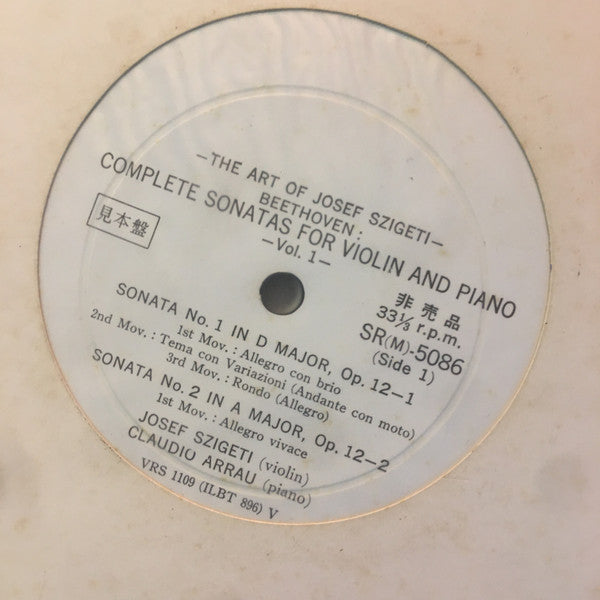 —THE ART OF JOSEF SZIGETI—
BEETHOVEN:
COMPLETE SONATAS FOR VIOLIN AND PIANO
—Vol. 1—
見本盤
非売品
33⅓ r.p.m.
SR(M)-5086
(Side 1)
SONATA No. 1 IN D MAJOR, Op. 12—1
1st Mov.: Allegro con brio
2nd Mov.: Tema con Variazioni (Andante con moto)
3rd Mov.: Rondo (Allegro)
SONATA No. 2 IN A MAJOR, Op. 12—2
1st Mov.: Allegro vivace
JOSEF SZIGETI (violin)
CLAUDIO ARRAU (piano)
VRS 1109 (ILBT 896) V